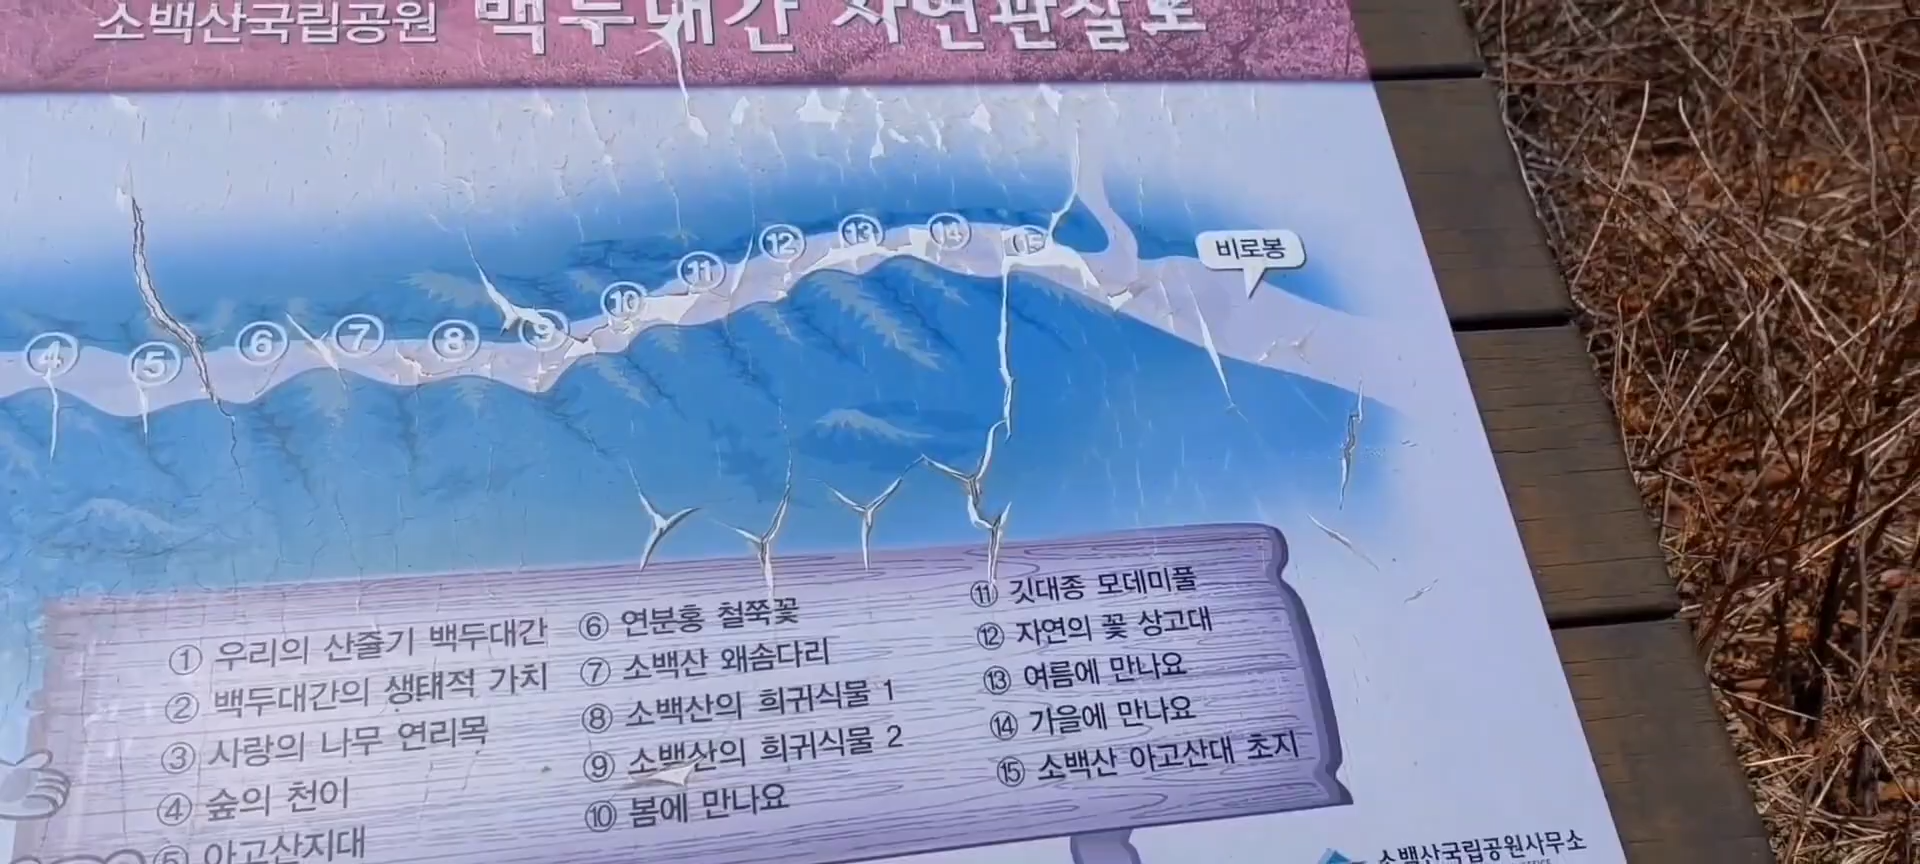 소백산국립공원 백두대간 자연관찰로
④ ⑤ ⑥ ⑦ ⑧ ⑨ ⑩ ⑪ ⑫ ⑬ ⑭ ⑮
비로봉
① 우리의 산줄기 백두대간
② 백두대간의 생태적 가치
③ 사랑의 나무 연리목
④ 숲의 천이
⑤ 아고산지대
⑥ 연분홍 철쭉꽃
⑦ 소백산 왜솜다리
⑧ 소백산의 희귀식물 1
⑨ 소백산의 희귀식물 2
⑩ 봄에 만나요
⑪ 깃대종 모데미풀
⑫ 자연의 꽃 상고대
⑬ 여름에 만나요
⑭ 가을에 만나요
⑮ 소백산 아고산대 초지
소백산국립공원사무소